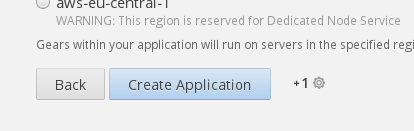 aws-eu-central-1
WARNING: This region is reserved for Dedicated Node Service
Gears within your application will run on servers in the specified
Back
Create Application
+1